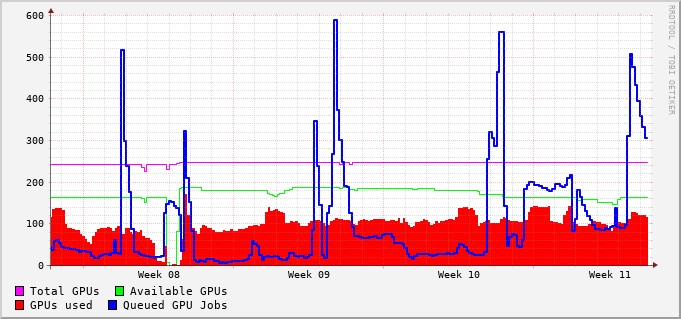 600
500
400
300
200
100
0
Week 08 Week 09 Week 10 Week 11
Total GPUs Available GPUs
GPUs used Queued GPU Jobs
RRDTOOL / TOBI OETIKER